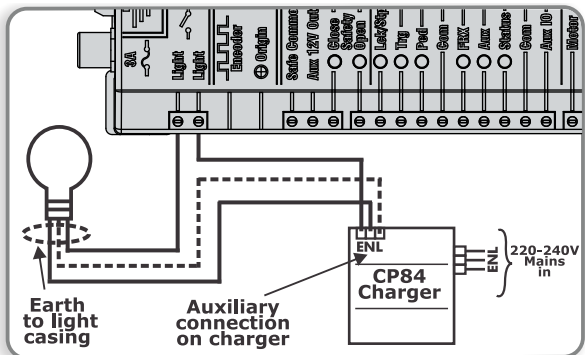 3A
Light
Light
Encoder
Origin
Safe Common
Aux 12V Out
Close
Safety
Open
Lck/Stp
Trg
Ped
Com
FRX
Aux
Status
Com
Aux IO
Motor
ENL
CP84
Charger
ENL
220-240V
Mains
in
Earth
to light
casing
Auxiliary
connection
on charger